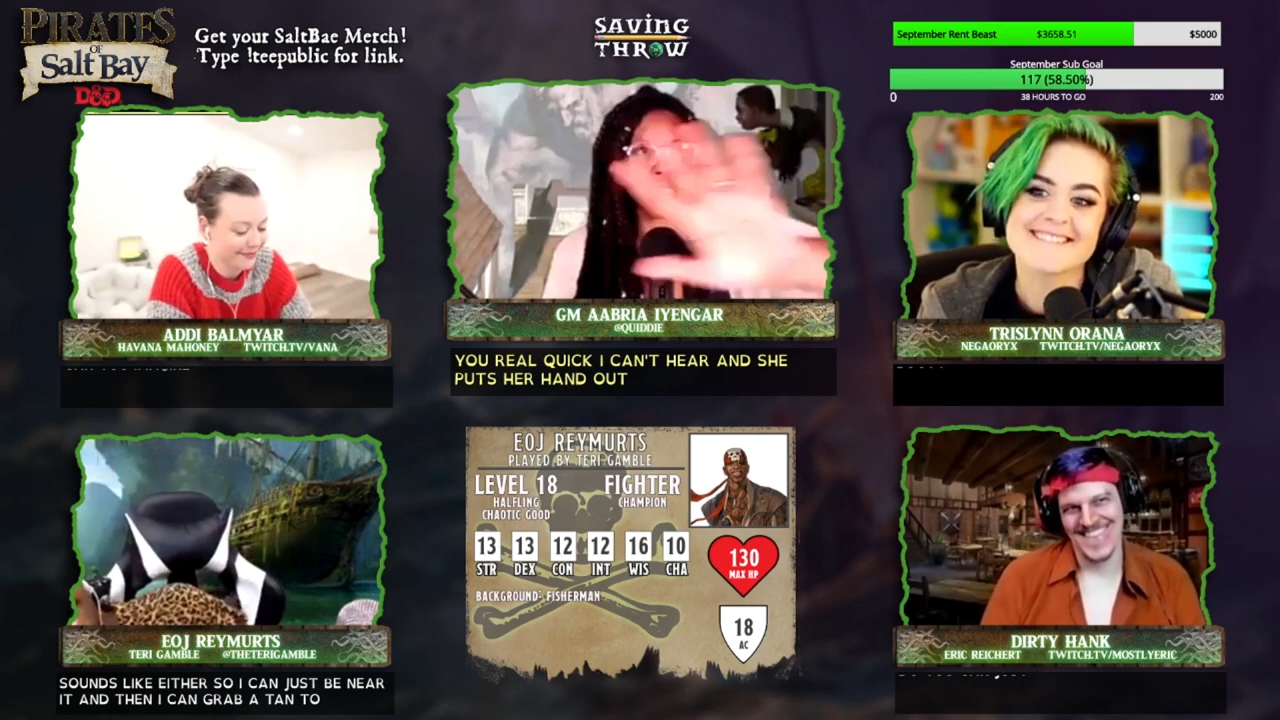 PIRATES
OF
Salt Bay
D&D
Get your SaltBae Merch!
Type !teepublic for link.
SAVING
THROW
September Rent Beast $3658.51 $5000
September Sub Goal
117 (58.50%)
0 38 HOURS TO GO 200
ADDI BALMYAR
HAVANA MAHONEY TWITCH.TV/VANA
GM AABRIA IYENGAR
@QUIDDIE
YOU REAL QUICK I CAN'T HEAR AND SHE
PUTS HER HAND OUT
TRISLYNN ORANA
NEGAORYX TWITCH.TV/NEGAORYX
EOJ REYMURTS
PLAYED BY TERI GAMBLE
LEVEL 18 FIGHTER
HALFLING CHAMPION
CHAOTIC GOOD
13 13 12 12 16 10
STR DEX CON INT WIS CHA
BACKGROUND: FISHERMAN
130
MAX HP
18
AC
EOJ REYMURTS
TERI GAMBLE @THETERIGAMBLE
SOUNDS LIKE EITHER SO I CAN JUST BE NEAR
IT AND THEN I CAN GRAB A TAN TO
DIRTY HANK
ERIC REICHERT TWITCH.TV/MOSTLYERIC